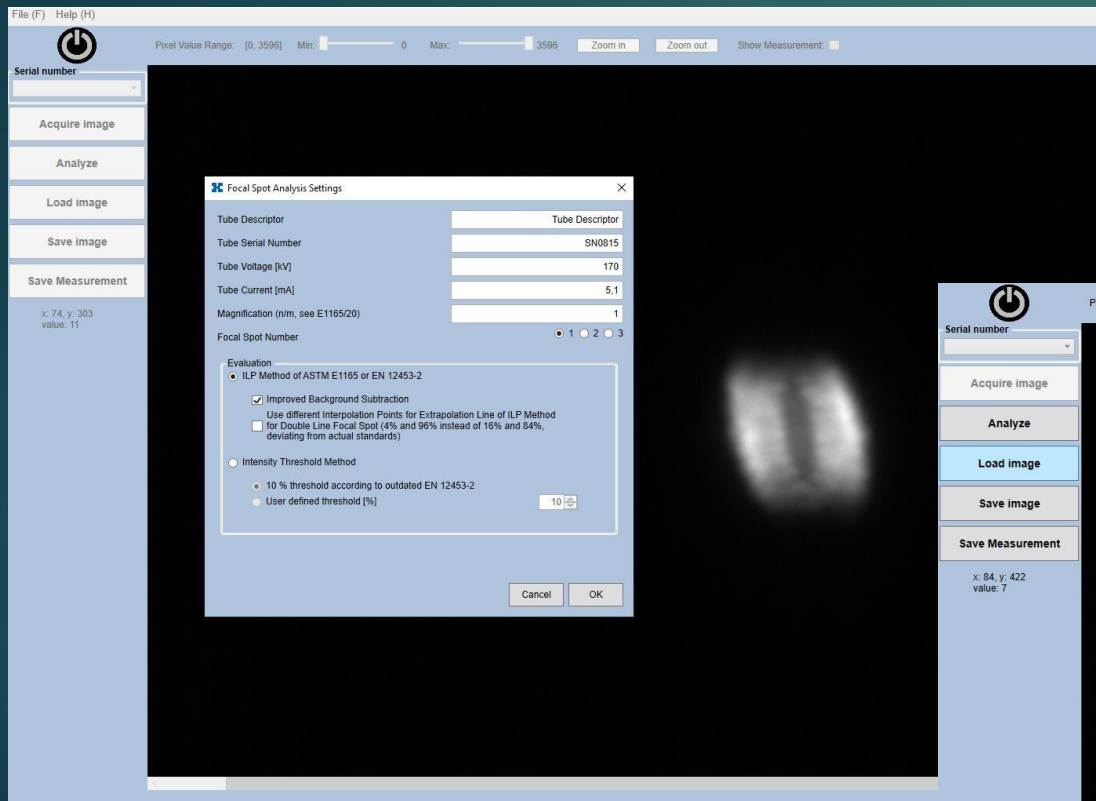 File (F) Help (H)
Pixel Value Range: [0, 3596] Min: 0 Max: 3596 Zoom in Zoom out Show Measurement:
Serial number
Acquire image
Analyze
Load image
Save image
Save Measurement
x: 74, y: 303
value: 11
Focal Spot Analysis Settings
Tube Descriptor Tube Descriptor
Tube Serial Number SN0815
Tube Voltage [kV] 170
Tube Current [mA] 5,1
Magnification (n/m, see E1165/20) 1
Focal Spot Number 1 2 3
Evaluation
ILP Method of ASTM E1165 or EN 12453-2
Improved Background Subtraction
Use different Interpolation Points for Extrapolation Line of ILP Method
for Double Line Focal Spot (4% and 96% instead of 16% and 84%,
deviating from actual standards)
Intensity Threshold Method
10 % threshold according to outdated EN 12453-2
User defined threshold [%] 10
Cancel OK
P
Serial number
Acquire image
Analyze
Load image
Save image
Save Measurement
x: 84, y: 422
value: 7